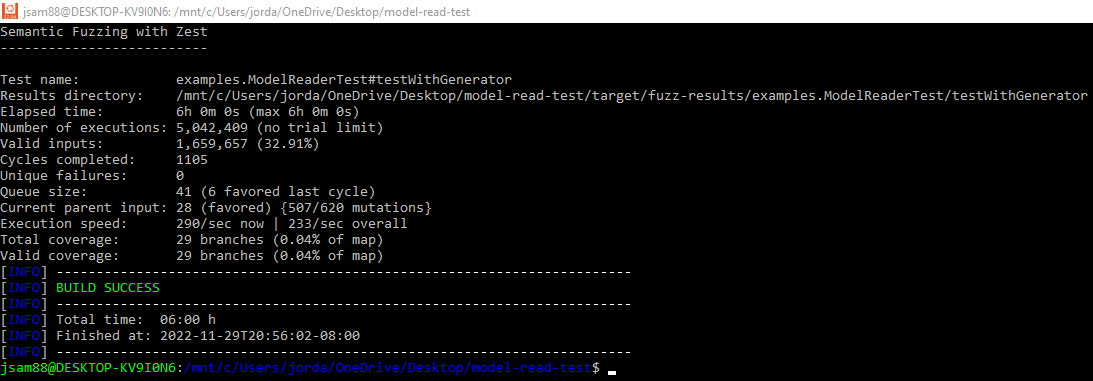 jsam88@DESKTOP-KV9I0N6: /mnt/c/Users/jorda/OneDrive/Desktop/model-read-test
Semantic Fuzzing with Zest
--------------------------
Test name: examples.ModelReaderTest#testWithGenerator
Results directory: /mnt/c/Users/jorda/OneDrive/Desktop/model-read-test/target/fuzz-results/examples.ModelReaderTest/testWithGenerator
Elapsed time: 6h 0m 0s (max 6h 0m 0s)
Number of executions: 5,042,409 (no trial limit)
Valid inputs: 1,659,657 (32.91%)
Cycles completed: 1105
Unique failures: 0
Queue size: 41 (6 favored last cycle)
Current parent input: 28 (favored) {507/620 mutations}
Execution speed: 290/sec now | 233/sec overall
Total coverage: 29 branches (0.04% of map)
Valid coverage: 29 branches (0.04% of map)
[INFO] ------------------------------------------------------------------------
[INFO] BUILD SUCCESS
[INFO] ------------------------------------------------------------------------
[INFO] Total time:  06:00 h
[INFO] Finished at: 2022-11-29T20:56:02-08:00
[INFO] ------------------------------------------------------------------------
jsam88@DESKTOP-KV9I0N6:/mnt/c/Users/jorda/OneDrive/Desktop/model-read-test$